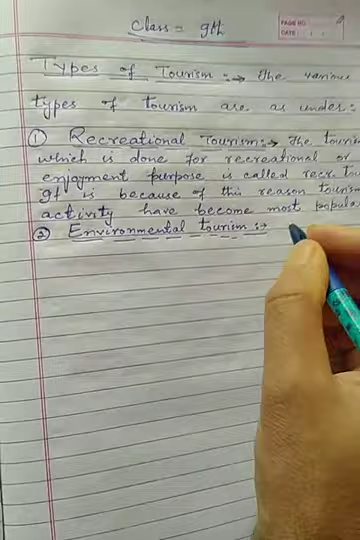 Class = 9th
PAGE NO.
DATE
Types of Tourism :→ The various
types of tourism are as under:
① Recreational Tourism:→ The touris
which is done for recreational or
enjoyment purpose is called recr. tou
It is because of this reason tourism
activity have become most popula
② Environmental tourism :→